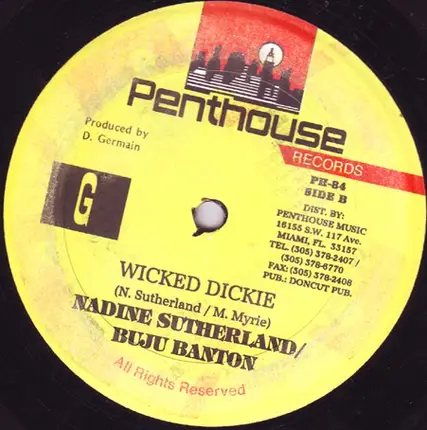 Penthouse
RECORDS
Produced by
D. Germain
PH-84
SIDE B
G
DIST. BY:
PENTHOUSE MUSIC
16155 S.W. 117 Ave.
MIAMI, FL. 33157
TEL. (305) 378-2407 /
(305) 378-6770
FAX: (305) 378-2408
PUB.: DONCUT PUB.
WICKED DICKIE
(N. Sutherland / M. Myrie)
NADINE SUTHERLAND/
BUJU BANTON
All Rights Reserved